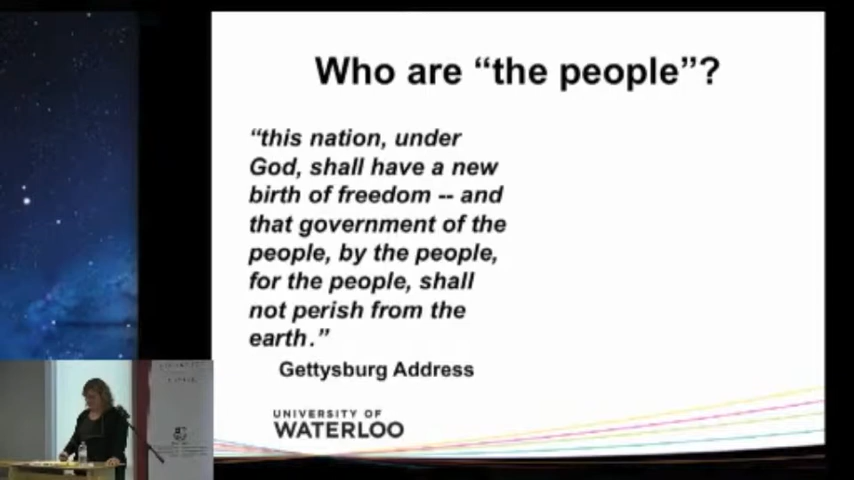 Who are “the people”?
“this nation, under
God, shall have a new
birth of freedom -- and
that government of the
people, by the people,
for the people, shall
not perish from the
earth.”
Gettysburg Address
UNIVERSITY OF
WATERLOO